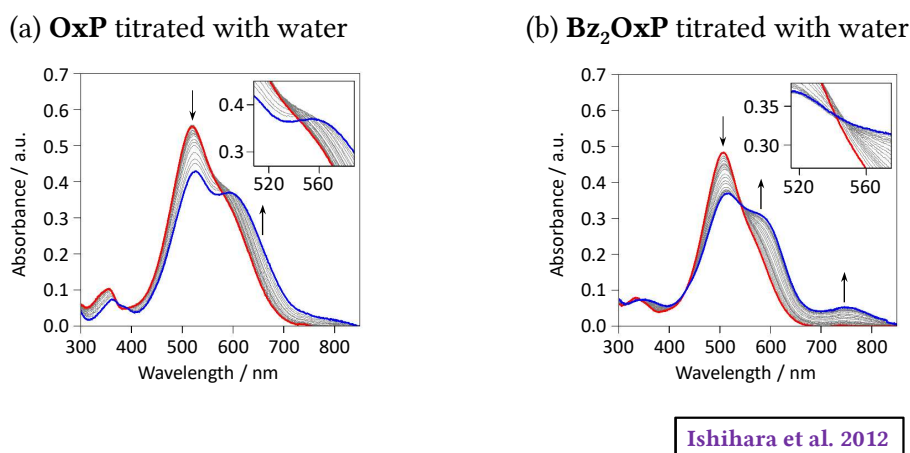 (a) OxP titrated with water
0.7
0.6
0.5
0.4
0.3
0.2
0.1
0.0
300 400 500 600 700 800
Absorbance / a.u.
Wavelength / nm
0.4
0.3
520 560
(b) Bz₂OxP titrated with water
0.7
0.6
0.5
0.4
0.3
0.2
0.1
0.0
300 400 500 600 700 800
Absorbance / a.u.
Wavelength / nm
0.35
0.30
520 560
Ishihara et al. 2012